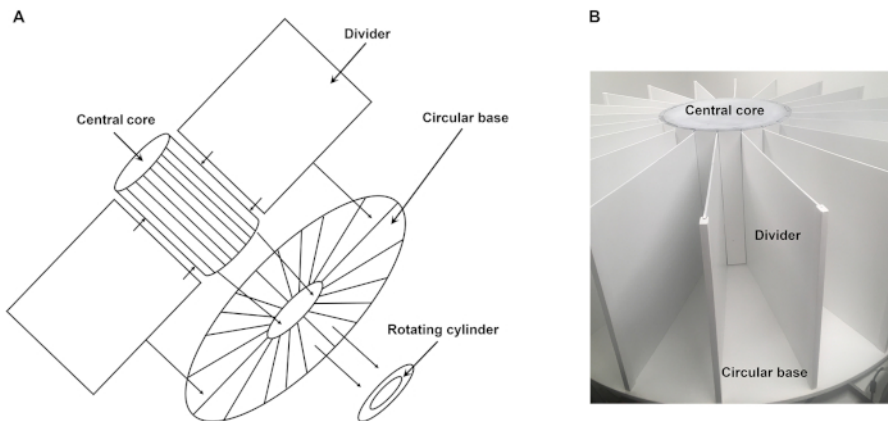 A
Divider
Central core
Circular base
Rotating cylinder
B
Central core
Divider
Circular base